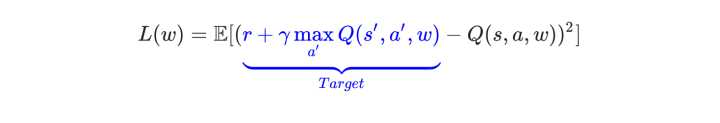 L(w) = 𝔼[(r + γ max_{a′} Q(s′, a′, w) − Q(s, a, w))²]
Target